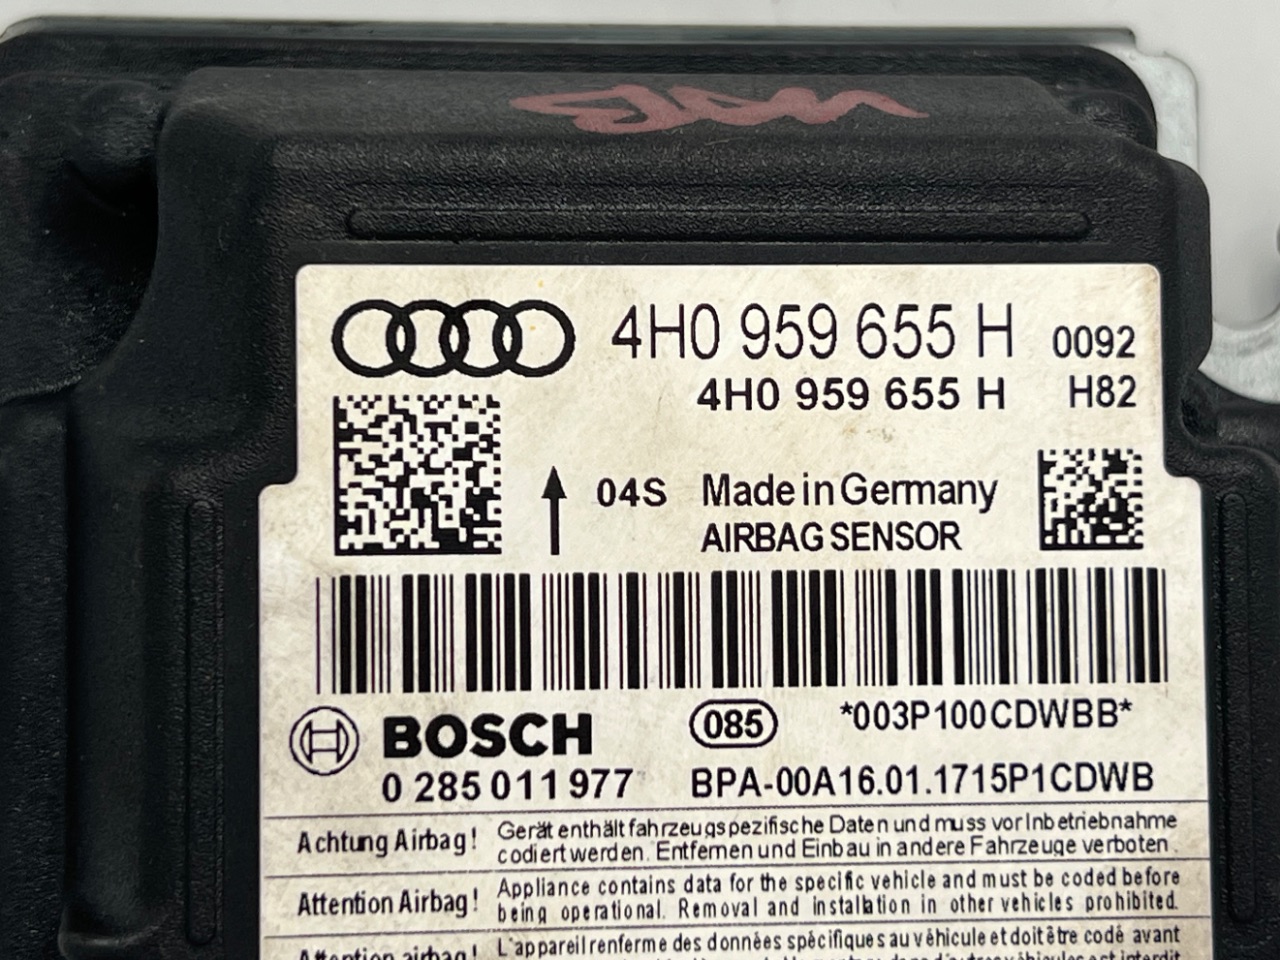 4H0 959 655 H 0092
4H0 959 655 H H82
04S Made in Germany
AIRBAG SENSOR
BOSCH 085 *003P100CDWBB*
0 285 011 977 BPA-00A16.01.1715P1CDWB
Achtung Airbag! Gerät enthält fahrzeugspezifische Daten und muss vor Inbetriebnahme
codiert werden. Entfernen und Einbau in andere Fahrzeuge verboten.
Attention Airbag! Appliance contains data for the specific vehicle and must be coded before
being operational. Removal and installation in other vehicles prohibited.
Attention airbag! L'appareil renferme des données spécifiques au véhicule et doit être codé avant